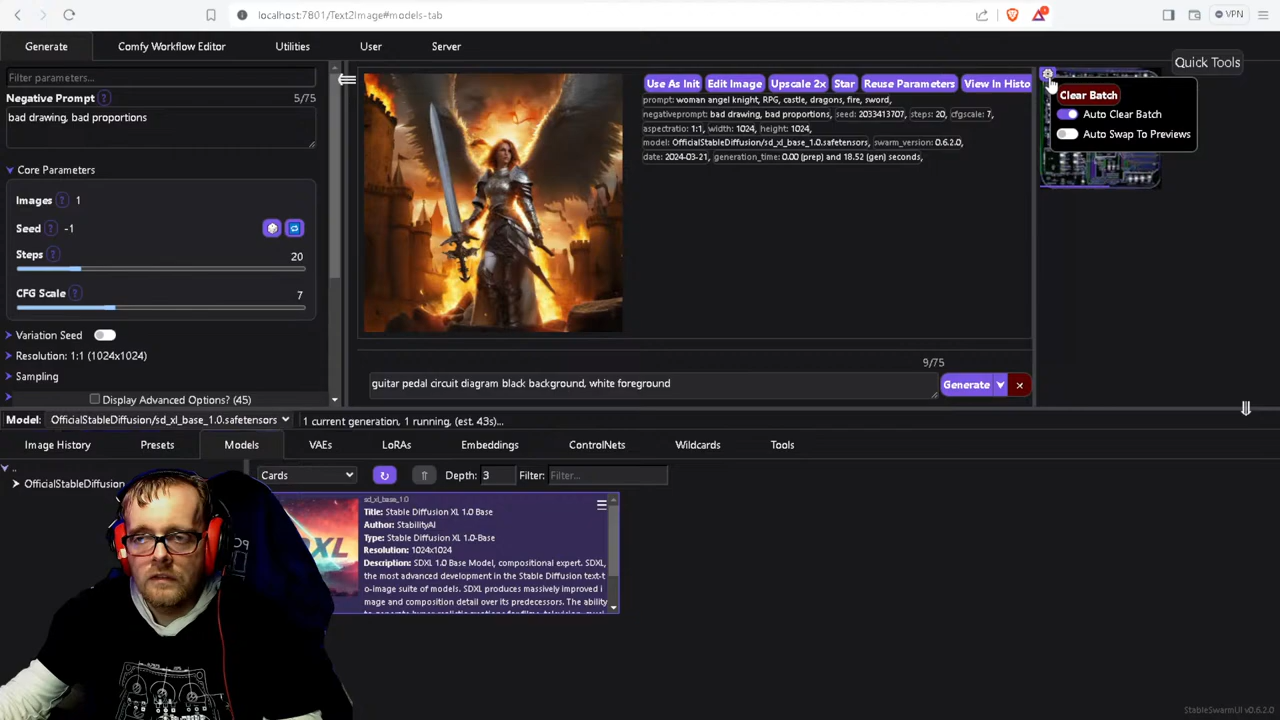 localhost:7801/Text2Image#models-tab
VPN
Generate
Comfy Workflow Editor
Utilities
User
Server
Quick Tools
Filter parameters...
Negative Prompt ?
5/75
bad drawing, bad proportions
Core Parameters
Images ? 1
Seed ? -1
Steps ?
20
CFG Scale ?
7
Variation Seed
Resolution: 1:1 (1024x1024)
Sampling
Display Advanced Options? (45)
Use As Init
Edit Image
Upscale 2x
Star
Reuse Parameters
View In Histo
prompt: woman angel knight, RPG, castle, dragons, fire, sword,
negativeprompt: bad drawing, bad proportions, seed: 2033413707, steps: 20, cfgscale: 7,
aspectratio: 1:1, width: 1024, height: 1024,
model: OfficialStableDiffusion/sd_xl_base_1.0.safetensors, swarm_version: 0.6.2.0,
date: 2024-03-21, generation_time: 0.00 (prep) and 18.52 (gen) seconds,
Clear Batch
Auto Clear Batch
Auto Swap To Previews
9/75
guitar pedal circuit diagram black background, white foreground
Generate
Model: OfficialStableDiffusion/sd_xl_base_1.0.safetensors
1 current generation, 1 running, (est. 43s)...
Image History
Presets
Models
VAEs
LoRAs
Embeddings
ControlNets
Wildcards
Tools
..
OfficialStableDiffusion
Cards
Depth: 3
Filter: Filter...
sd_xl_base_1.0
Title: Stable Diffusion XL 1.0 Base
Author: StabilityAI
Type: Stable Diffusion XL 1.0-Base
Resolution: 1024x1024
Description: SDXL 1.0 Base Model, compositional expert. SDXL,
the most advanced development in the Stable Diffusion text-t
o-image suite of models. SDXL produces massively improved i
mage and composition detail over its predecessors. The ability
StableSwarmUI v0.6.2.0